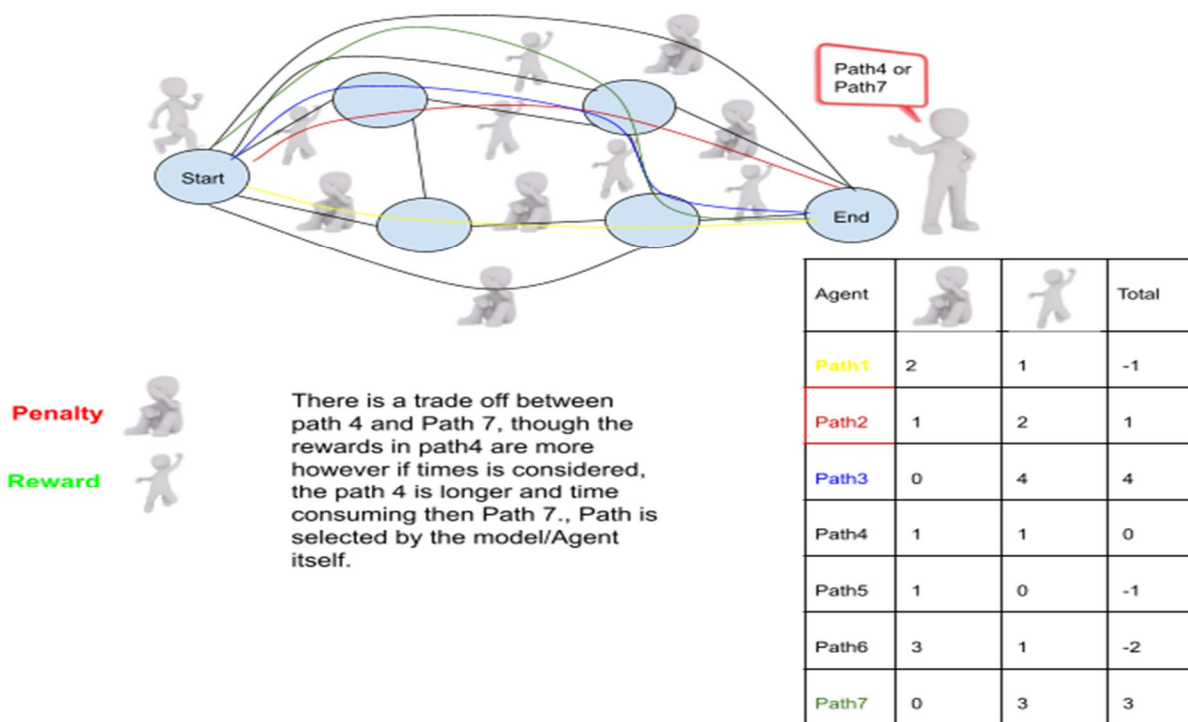 Path4 or
Path7
Start
End
Agent Total
Path1 2 1 -1
Path2 1 2 1
Path3 0 4 4
Path4 1 1 0
Path5 1 0 -1
Path6 3 1 -2
Path7 0 3 3
Penalty
Reward
There is a trade off between
path 4 and Path 7, though the
rewards in path4 are more
however if times is considered,
the path 4 is longer and time
consuming then Path 7., Path is
selected by the model/Agent
itself.